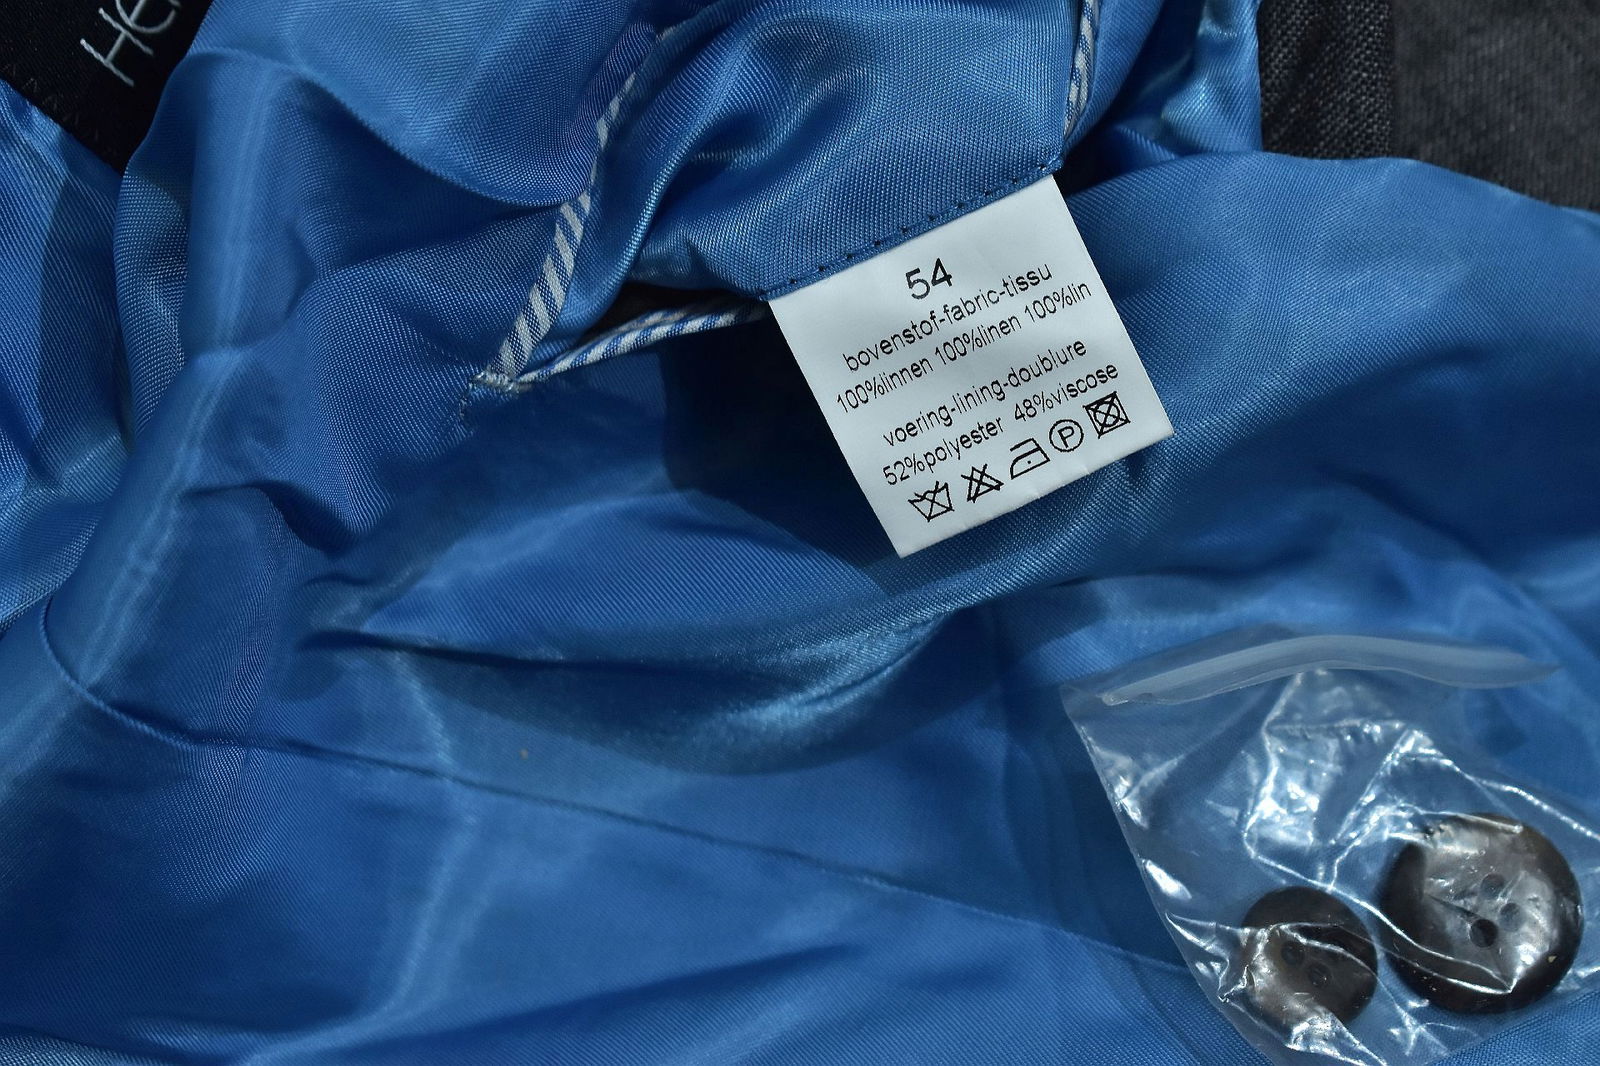 54
bovenstof-fabric-tissu
100%linnen 100%linen 100%lin
voering-lining-doublure
52%polyester 48%viscose
P